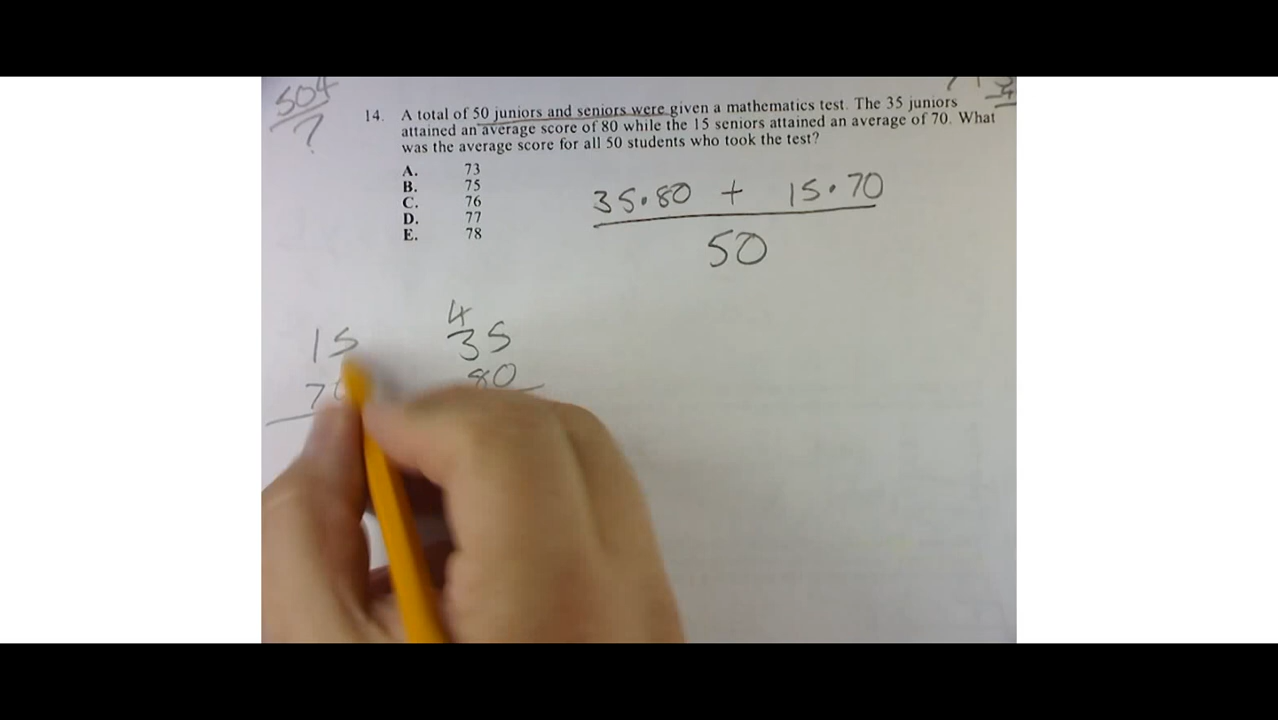 504
?
14. A total of 50 juniors and seniors were given a mathematics test. The 35 juniors
attained an average score of 80 while the 15 seniors attained an average of 70. What
was the average score for all 50 students who took the test?
A. 73
B. 75
C. 76
D. 77
E. 78
35·80 + 15·70
50
4
15 35
7 80